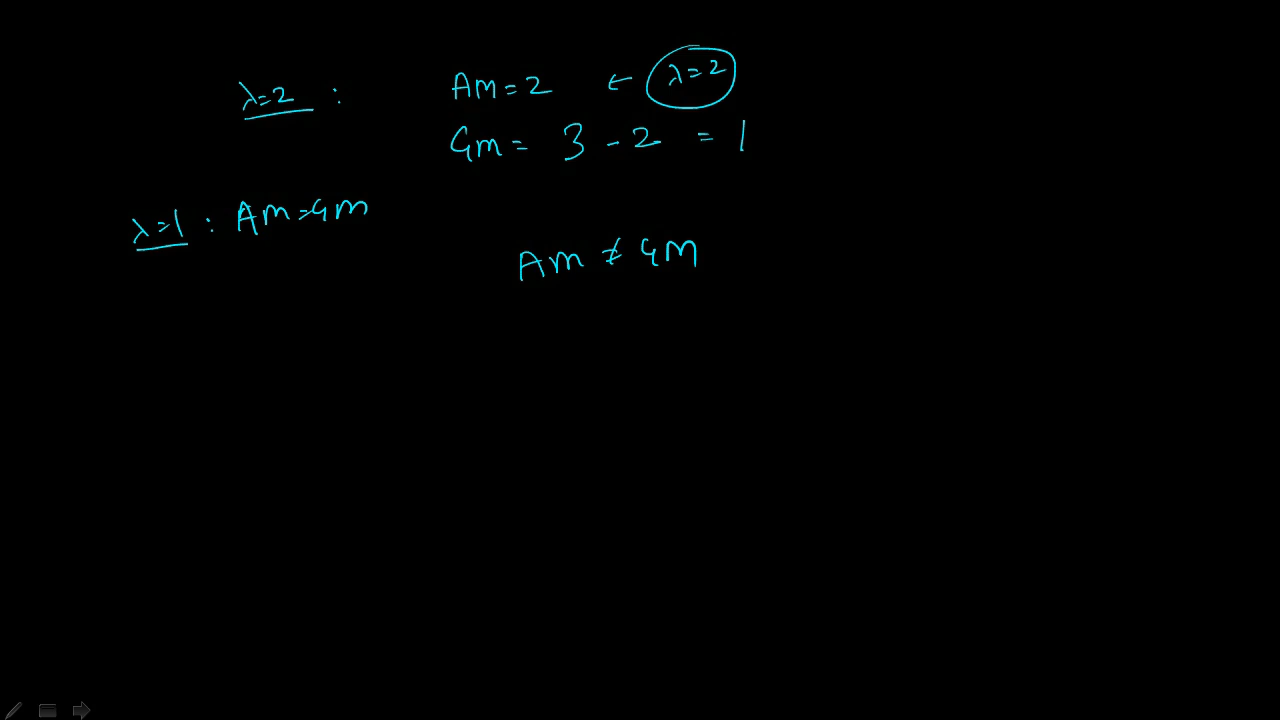 λ=2 : AM=2 ← λ=2
GM= 3 - 2 = 1
λ=1 : AM=GM
AM ≠ GM